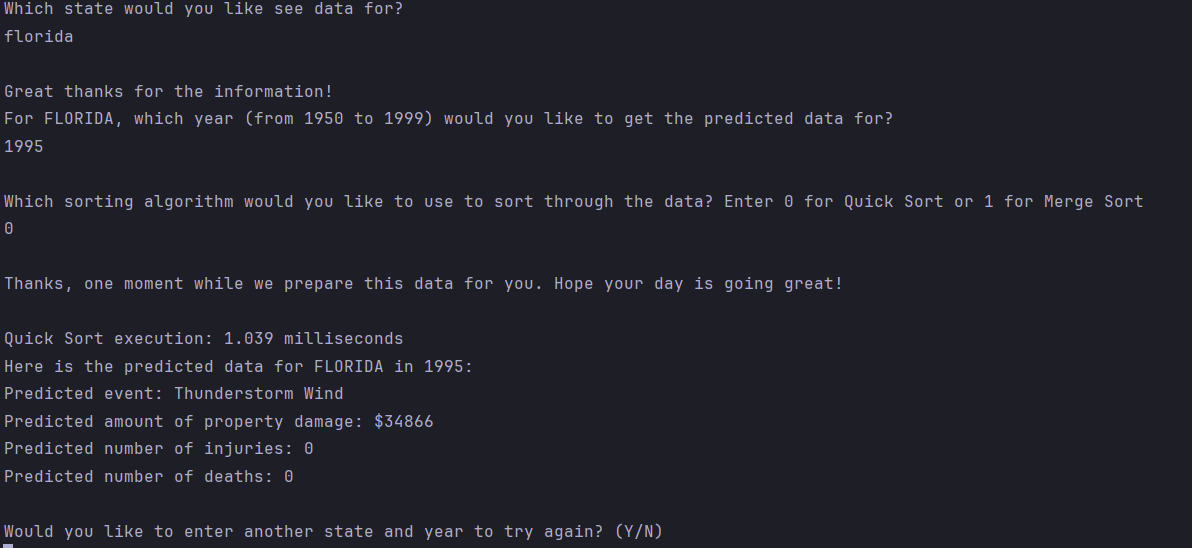 Which state would you like see data for?
florida
Great thanks for the information!
For FLORIDA, which year (from 1950 to 1999) would you like to get the predicted data for?
1995
Which sorting algorithm would you like to use to sort through the data? Enter 0 for Quick Sort or 1 for Merge Sort
0
Thanks, one moment while we prepare this data for you. Hope your day is going great!
Quick Sort execution: 1.039 milliseconds
Here is the predicted data for FLORIDA in 1995:
Predicted event: Thunderstorm Wind
Predicted amount of property damage: $34866
Predicted number of injuries: 0
Predicted number of deaths: 0
Would you like to enter another state and year to try again? (Y/N)